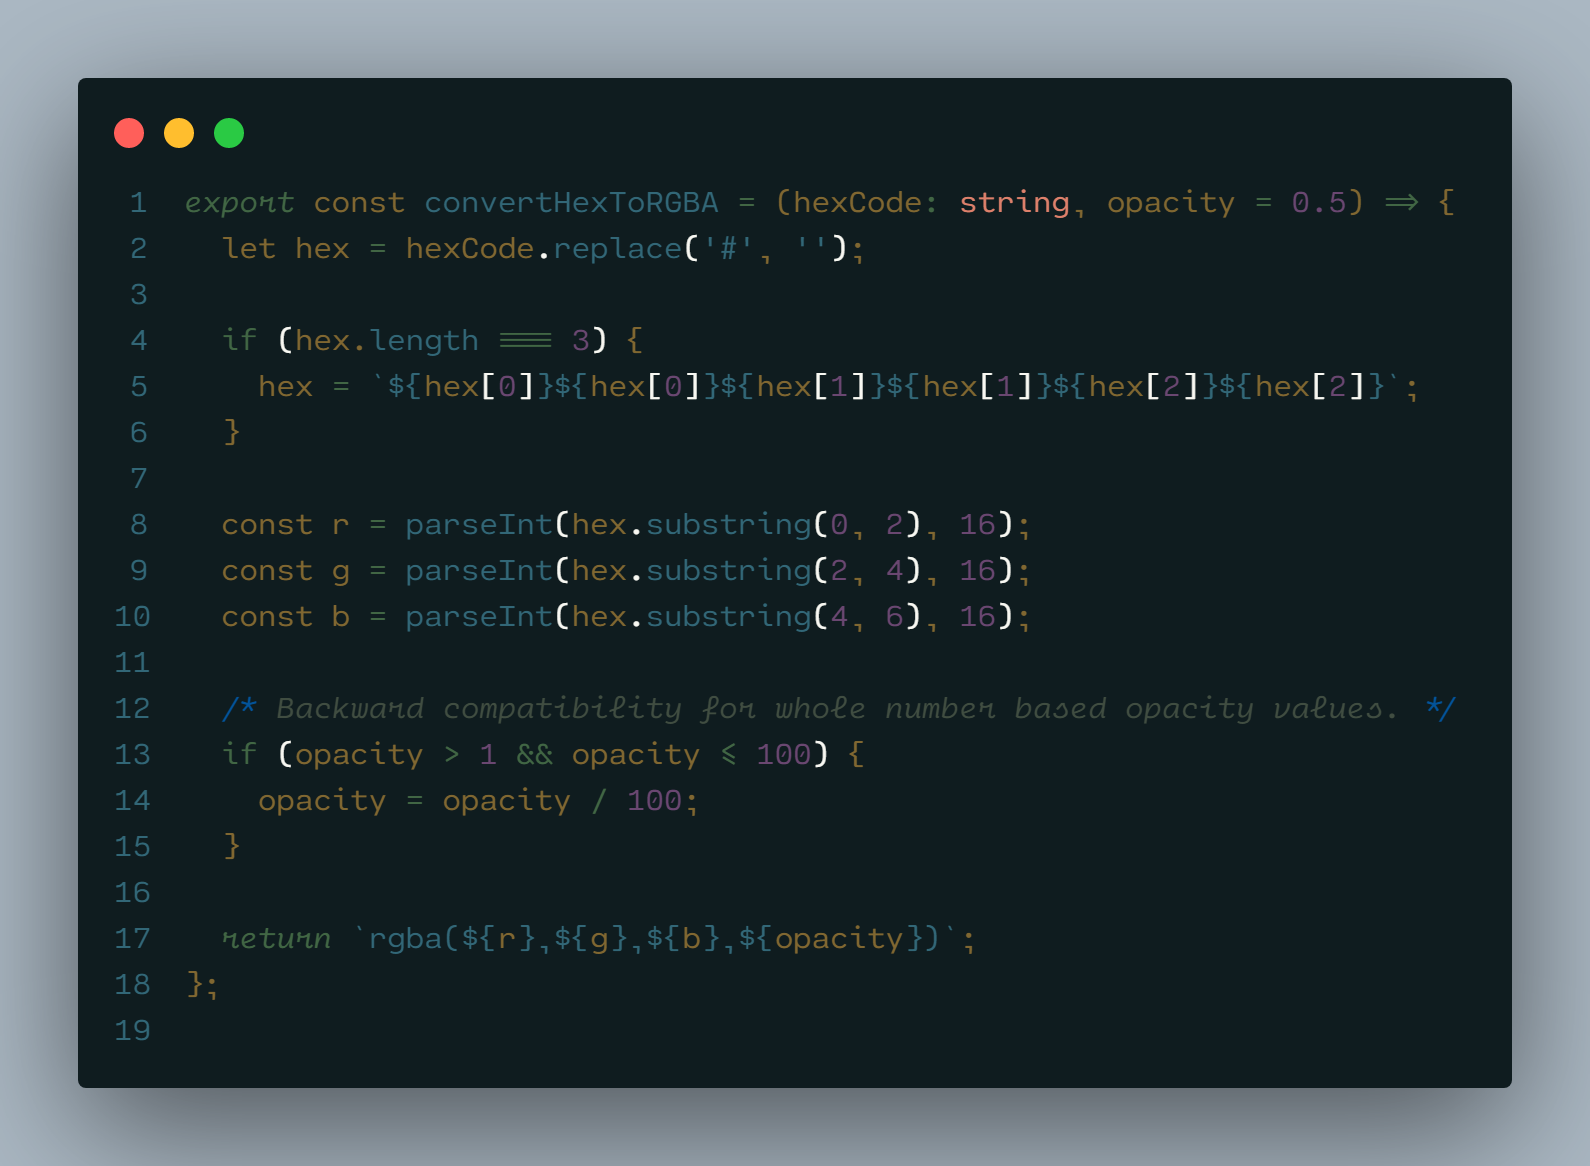 1 export const convertHexToRGBA = (hexCode: string, opacity = 0.5) => {
2 let hex = hexCode.replace('#', '');
3
4 if (hex.length === 3) {
5 hex = `${hex[0]}${hex[0]}${hex[1]}${hex[1]}${hex[2]}${hex[2]}`;
6 }
7
8 const r = parseInt(hex.substring(0, 2), 16);
9 const g = parseInt(hex.substring(2, 4), 16);
10 const b = parseInt(hex.substring(4, 6), 16);
11
12 /* Backward compatibility for whole number based opacity values. */
13 if (opacity > 1 && opacity <= 100) {
14 opacity = opacity / 100;
15 }
16
17 return `rgba(${r},${g},${b},${opacity})`;
18 };
19